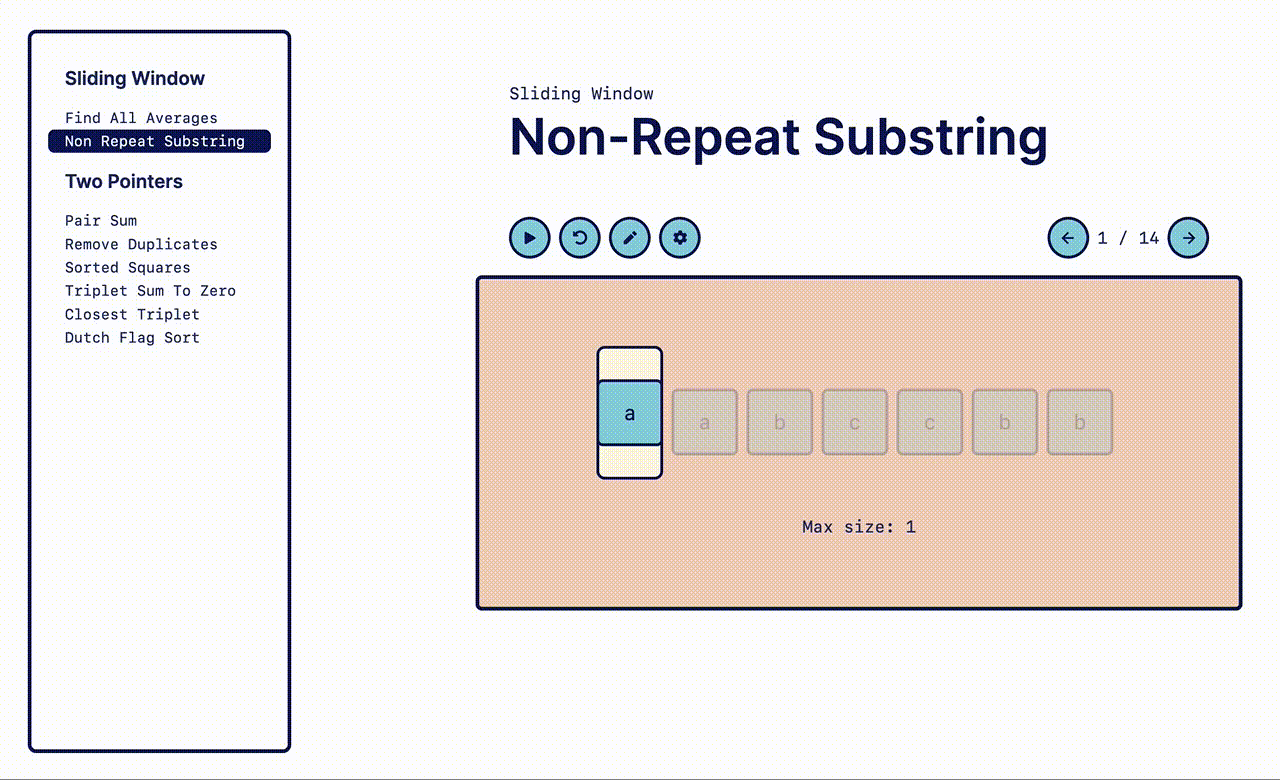 Sliding Window
Find All Averages
Non Repeat Substring
Two Pointers
Pair Sum
Remove Duplicates
Sorted Squares
Triplet Sum To Zero
Closest Triplet
Dutch Flag Sort
Sliding Window
Non-Repeat Substring
1 / 14
a a b c c b b
Max size: 1